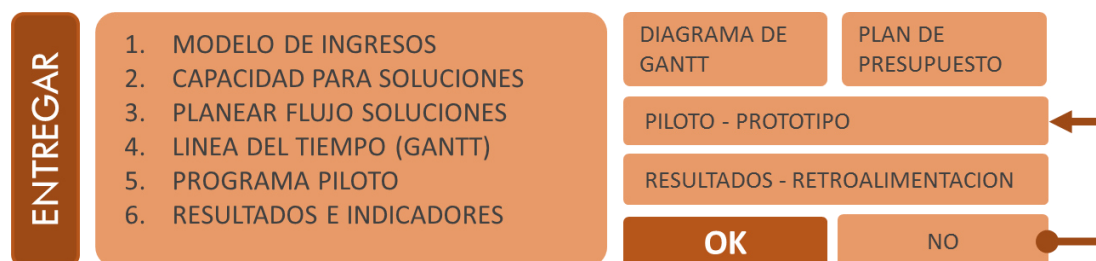 ENTREGAR
1. MODELO DE INGRESOS
2. CAPACIDAD PARA SOLUCIONES
3. PLANEAR FLUJO SOLUCIONES
4. LINEA DEL TIEMPO (GANTT)
5. PROGRAMA PILOTO
6. RESULTADOS E INDICADORES
DIAGRAMA DE
GANTT
PLAN DE
PRESUPUESTO
PILOTO - PROTOTIPO
RESULTADOS - RETROALIMENTACION
OK
NO